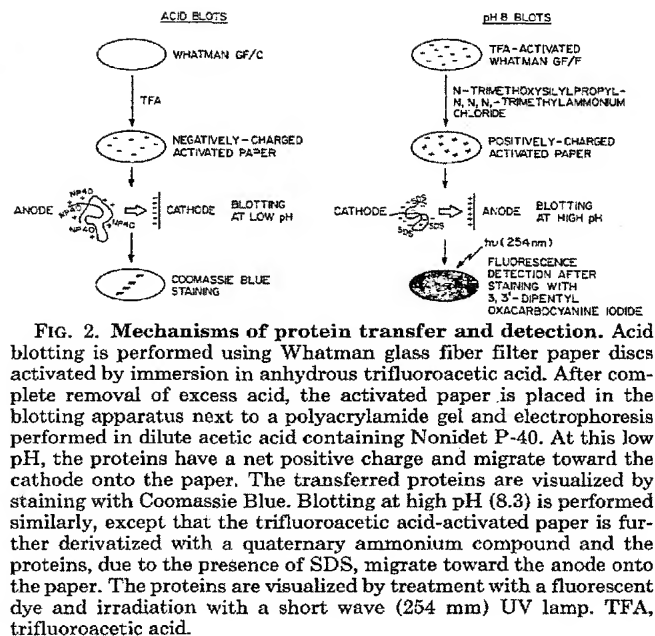 ACID BLOTS
WHATMAN GF/C
TFA
NEGATIVELY-CHARGED
ACTIVATED PAPER
ANODE
NP40
NP40
NP40
NP40
CATHODE
BLOTTING
AT LOW pH
COOMASSIE BLUE
STAINING
pH 8 BLOTS
TFA-ACTIVATED
WHATMAN GF/F
N-TRIMETHOXYSILYLPROPYL-
N, N, N,-TRIMETHYLAMMONIUM
CHLORIDE
POSITIVELY-CHARGED
ACTIVATED PAPER
CATHODE
SDS
SDS
SDS
ANODE
BLOTTING
AT HIGH pH
hν (254 nm)
FLUORESCENCE
DETECTION AFTER
STAINING WITH
3, 3'-DIPENTYL
OXACARBOCYANINE IODIDE
FIG. 2. Mechanisms of protein transfer and detection. Acid
blotting is performed using Whatman glass fiber filter paper discs
activated by immersion in anhydrous trifluoroacetic acid. After com-
plete removal of excess acid, the activated paper is placed in the
blotting apparatus next to a polyacrylamide gel and electrophoresis
performed in dilute acetic acid containing Nonidet P-40. At this low
pH, the proteins have a net positive charge and migrate toward the
cathode onto the paper. The transferred proteins are visualized by
staining with Coomassie Blue. Blotting at high pH (8.3) is performed
similarly, except that the trifluoroacetic acid-activated paper is fur-
ther derivatized with a quaternary ammonium compound and the
proteins, due to the presence of SDS, migrate toward the anode onto
the paper. The proteins are visualized by treatment with a fluorescent
dye and irradiation with a short wave (254 mm) UV lamp. TFA,
trifluoroacetic acid.